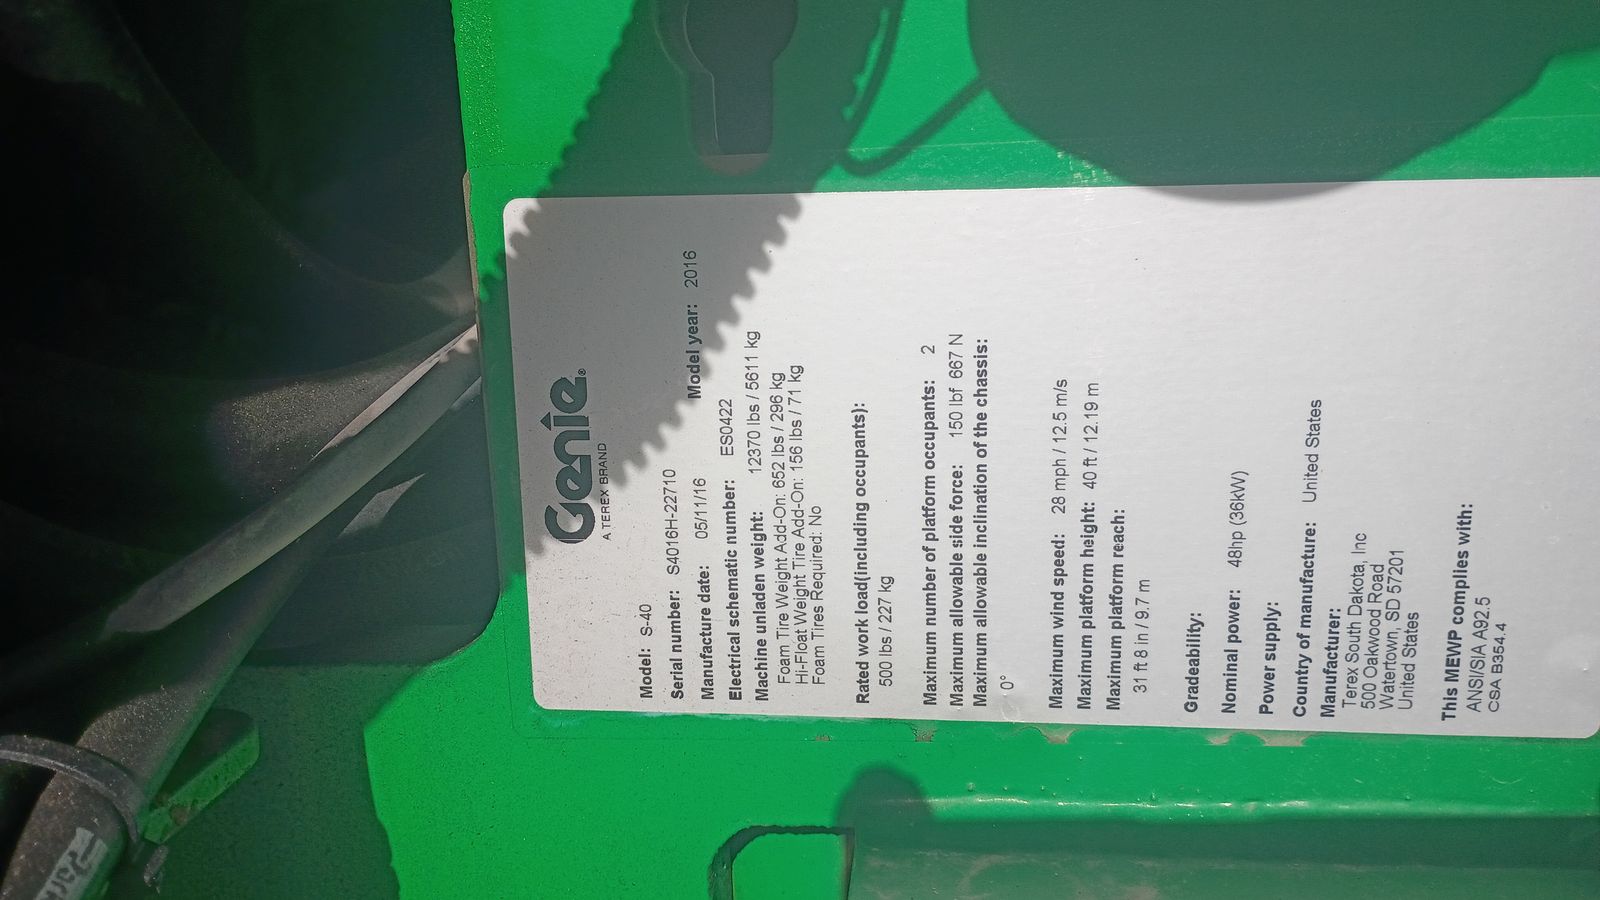 Genie®
A TEREX BRAND
Model: S-40
Serial number: S4016H-22710
Manufacture date: 05/11/16 Model year: 2016
Electrical schematic number: ES0422
Machine unladen weight: 12370 lbs / 5611 kg
Foam Tire Weight Add-On: 652 lbs / 296 kg
Hi-Float Weight Tire Add-On: 156 lbs / 71 kg
Foam Tires Required: No
Rated work load(including occupants):
500 lbs / 227 kg
Maximum number of platform occupants: 2
Maximum allowable side force: 150 lbf 667 N
Maximum allowable inclination of the chassis:
0°
Maximum wind speed: 28 mph / 12.5 m/s
Maximum platform height: 40 ft / 12.19 m
Maximum platform reach:
31 ft 8 in / 9.7 m
Gradeability:
Nominal power: 48hp (36kW)
Power supply:
Country of manufacture: United States
Manufacturer:
Terex South Dakota, Inc
500 Oakwood Road
Watertown, SD 57201
United States
This MEWP complies with:
ANSI/SIA A92.5
CSA B354.4